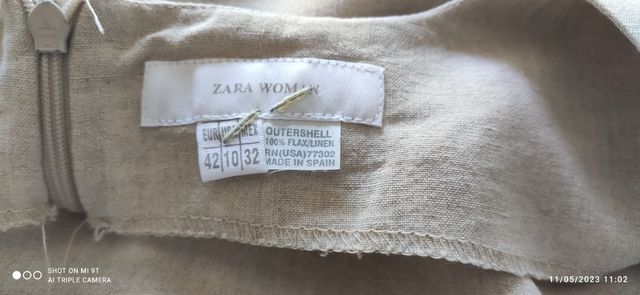 ZARA WOMAN
EUR USA MEX
42 10 32
OUTERSHELL
100% FLAX/LINEN
RN(USA)77302
MADE IN SPAIN
SHOT ON MI 9T
AI TRIPLE CAMERA
11/05/2023 11:02